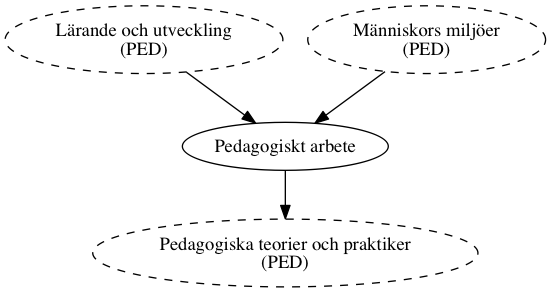 Lärande och utveckling
(PED)
Människors miljöer
(PED)
Pedagogiskt arbete
Pedagogiska teorier och praktiker
(PED)